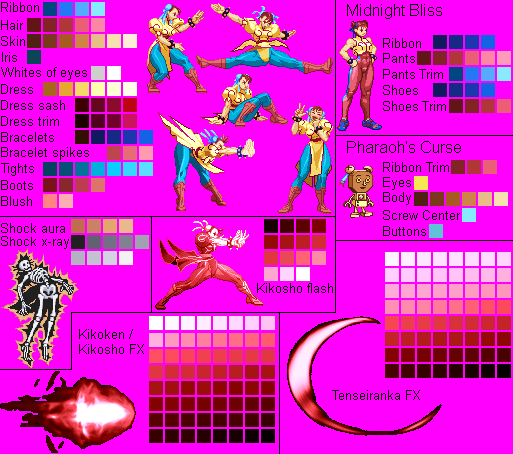 Ribbon
Hair
Skin
Iris
Whites of eyes
Dress
Dress sash
Dress trim
Bracelets
Bracelet spikes
Tights
Boots
Blush
Midnight Bliss
Ribbon
Pants
Pants Trim
Shoes
Shoes Trim
Pharaoh's Curse
Ribbon Trim
Eyes
Body
Screw Center
Buttons
Shock aura
Shock x-ray
Kikosho flash
Kikoken /
Kikosho FX
Tenseiranka FX